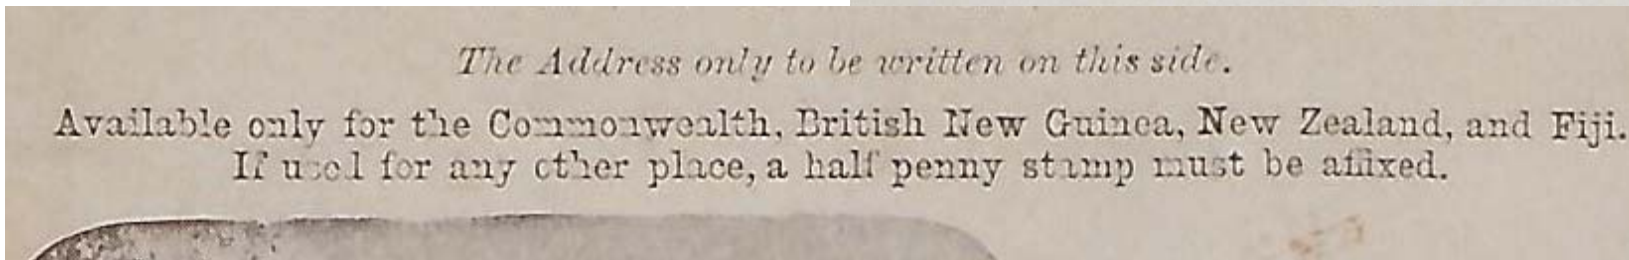 The Address only to be written on this side.
Available only for the Commonwealth, British New Guinea, New Zealand, and Fiji.
If used for any other place, a half penny stamp must be affixed.